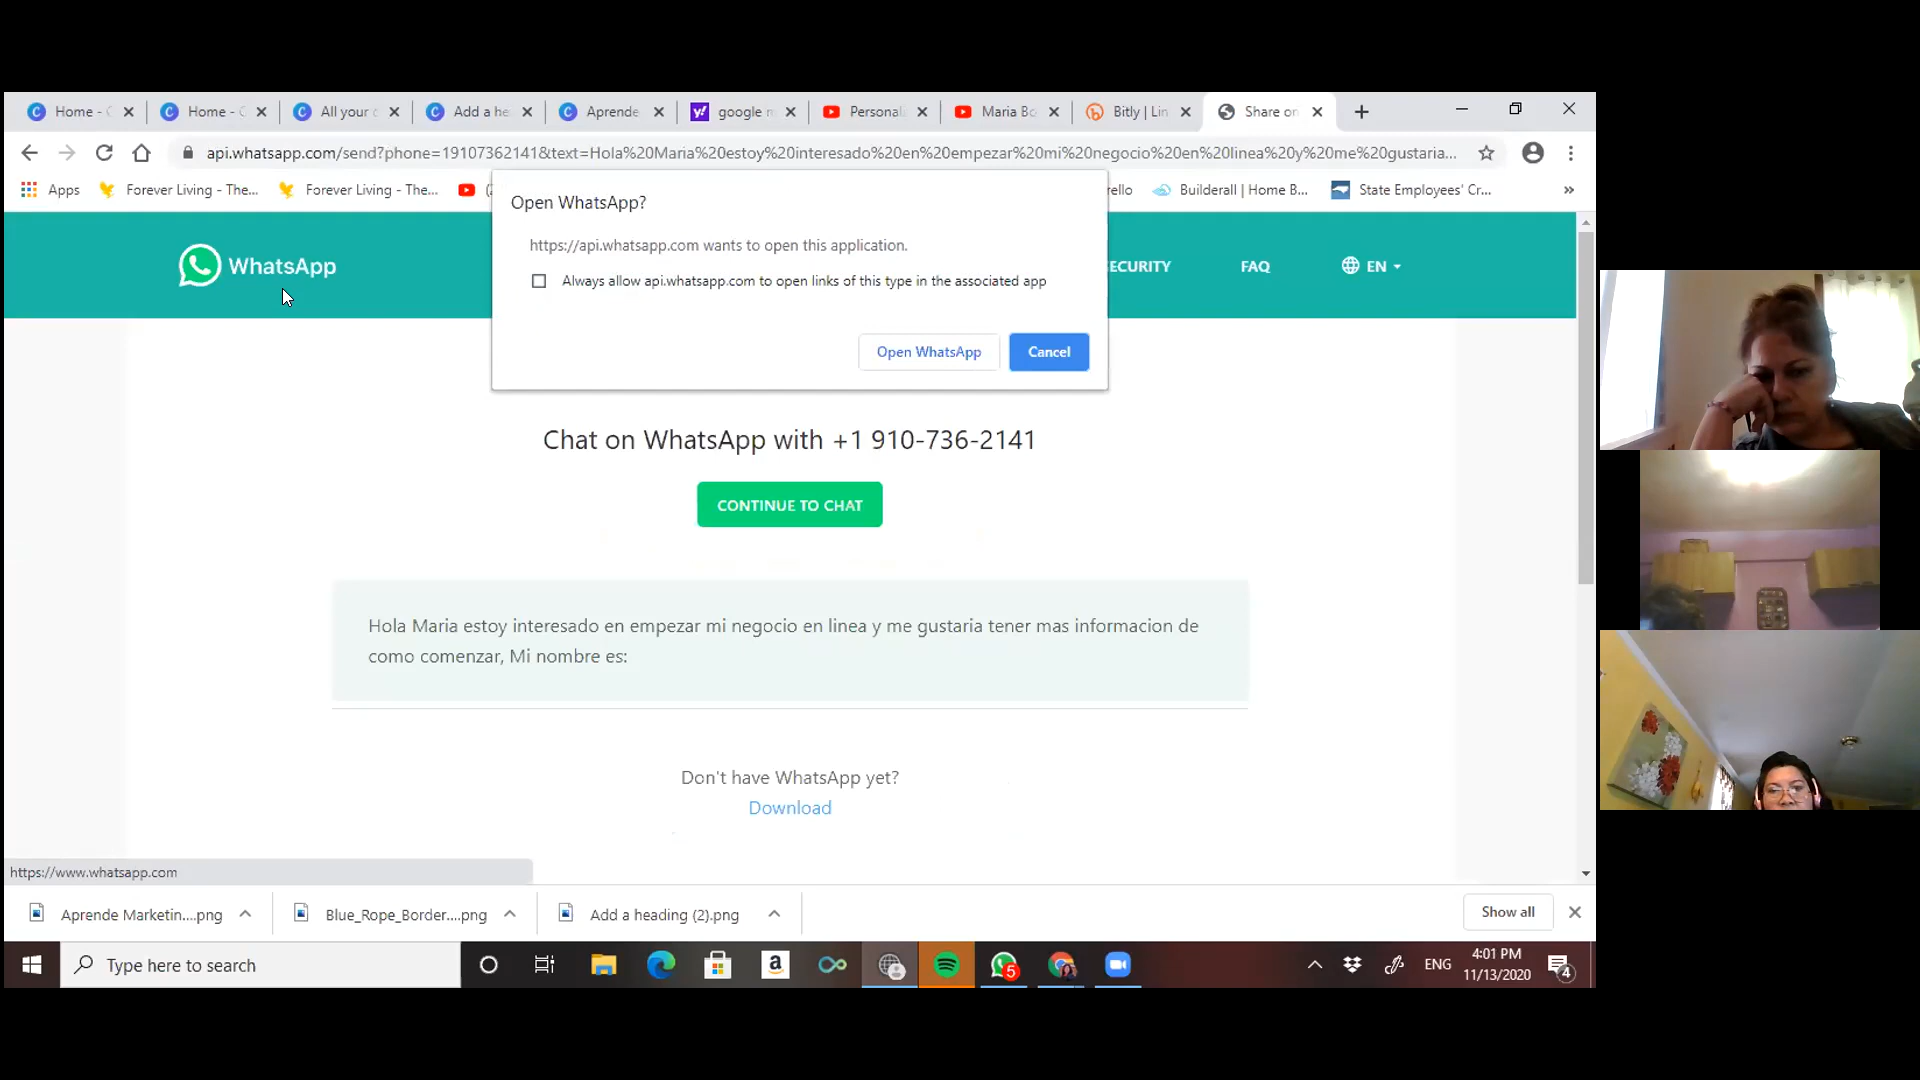 Home - C
Home - C
All your d
Add a he
Aprende
google m
Personali
Maria Bo
Bitly | Lin
Share on
api.whatsapp.com/send?phone=19107362141&text=Hola%20Maria%20estoy%20interesado%20en%20empezar%20mi%20negocio%20en%20linea%20y%20me%20gustaria...
Apps
Forever Living - The...
Forever Living - The...
rello
Builderall | Home B...
State Employees' Cr...
»
Open WhatsApp?
https://api.whatsapp.com wants to open this application.
Always allow api.whatsapp.com to open links of this type in the associated app
Open WhatsApp
Cancel
WhatsApp
ECURITY
FAQ
EN
Chat on WhatsApp with +1 910-736-2141
CONTINUE TO CHAT
Hola Maria estoy interesado en empezar mi negocio en linea y me gustaria tener mas informacion de
como comenzar, Mi nombre es:
Don't have WhatsApp yet?
Download
https://www.whatsapp.com
Aprende Marketin....png
Blue_Rope_Border....png
Add a heading (2).png
Show all
Type here to search
5
ENG
4:01 PM
11/13/2020
4